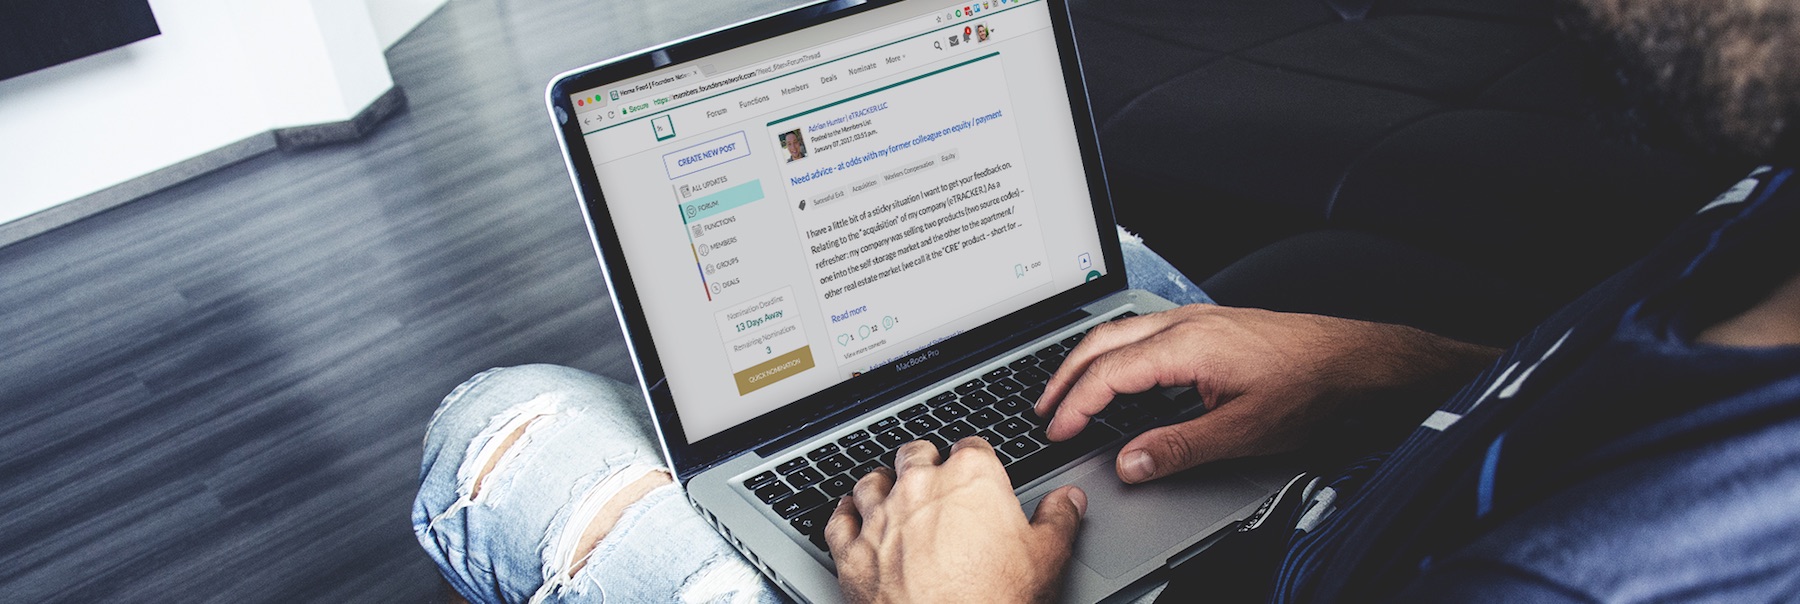 Home Feed | Founders Netw
Secure https://members.foundersnetwork.com/?feed_filter=ForumThread
h Forum Functions Members Deals Nominate More
CREATE NEW POST
ALL UPDATES
FORUM
FUNCTIONS
MEMBERS
GROUPS
DEALS
Nomination Deadline
13 Days Away
Remaining Nominations
3
QUICK NOMINATION
Adrian Hunter | eTRACKER LLC
Posted to the Members List
January 07, 2017, 03:51 p.m.
Need advice - at odds with my former colleague on equity / payment
Successful Exit Acquisition Workers Compensation Equity
I have a little bit of a sticky situation I want to get your feedback on.
Relating to the "acquisition" of my company (eTRACKER.) As a
refresher: my company was selling two products (two source codes) -
one into the self storage market and the other to the apartment /
other real estate market (we call it the "CRE" product - short for ...
Read more
1 12 1
1
View more comments
MacBook Pro